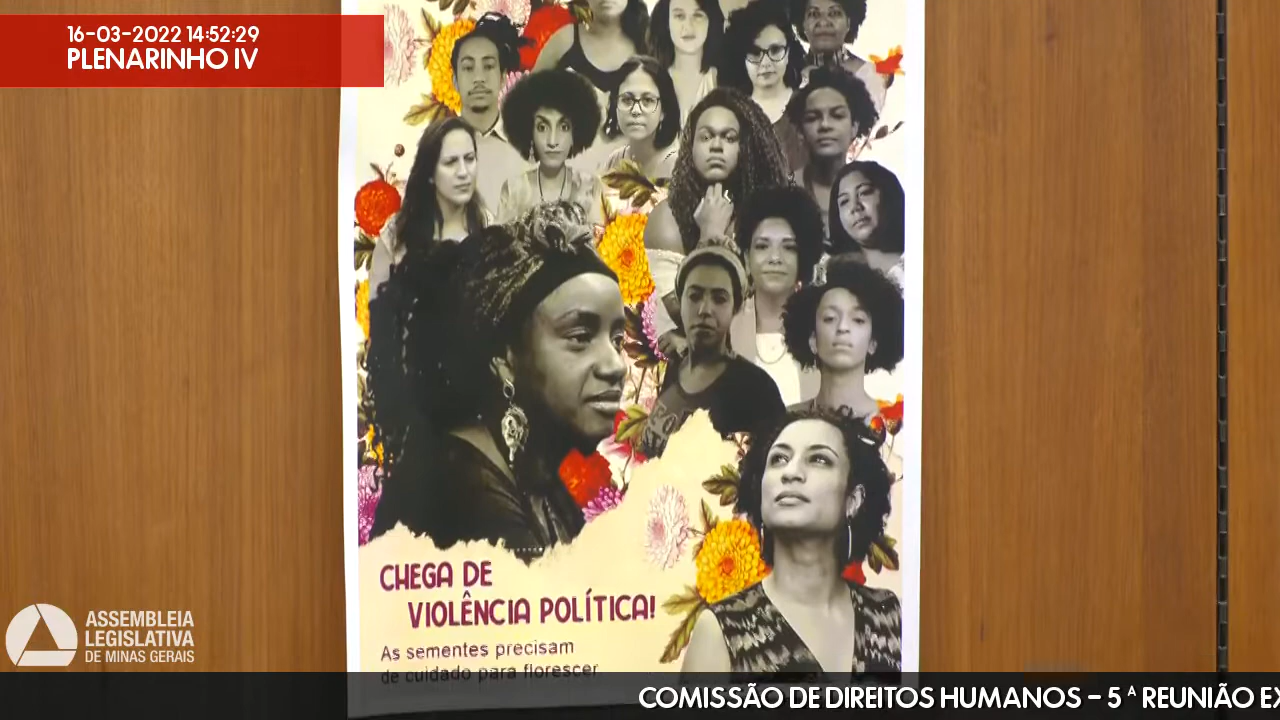 16-03-2022 14:52:29
PLENARINHO IV
CHEGA DE
VIOLÊNCIA POLÍTICA!
As sementes precisam
de cuidado para florescer
ASSEMBLEIA
LEGISLATIVA
DE MINAS GERAIS
COMISSÃO DE DIREITOS HUMANOS – 5ª REUNIÃO EX